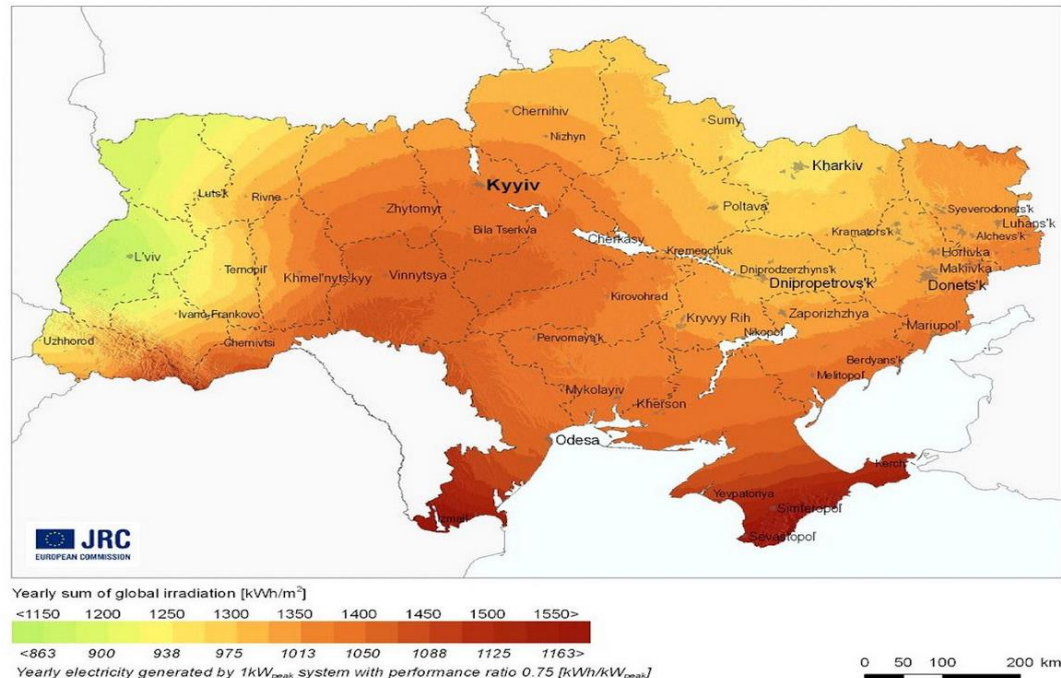 Chernihiv
Sumy
Nizhyn
Kharkiv
Kyyiv
Luts'k
Rivne
Zhytomyr
Poltava
Syeverodonets'k
Luhans'k
Bila Tserkva
Kramators'k
Alchevs'k
Cherkasy
Kremenchuk
Horlivka
L'viv
Ternopil'
Khmel'nyts'kyy
Vinnytsya
Dniprodzerzhyns'k
Makiivka
Dnipropetrovs'k
Donets'k
Kirovohrad
Ivano-Frankovo
Kryvyy Rih
Zaporizhzhya
Mariupol'
Uzhhorod
Chernivtsi
Pervomays'k
Nikopol'
Berdyans'k
Melitopol'
Mykolayiv
Kherson
Odesa
Kerch
Yevpatoriya
Izmail
Simferopol'
Sevastopol'
JRC
EUROPEAN COMMISSION
Yearly sum of global irradiation [kWh/m²]
<1150 1200 1250 1300 1350 1400 1450 1500 1550>
<863 900 938 975 1013 1050 1088 1125 1163>
Yearly electricity generated by 1kWpeak system with performance ratio 0.75 [kWh/kWpeak]
0 50 100 200 km